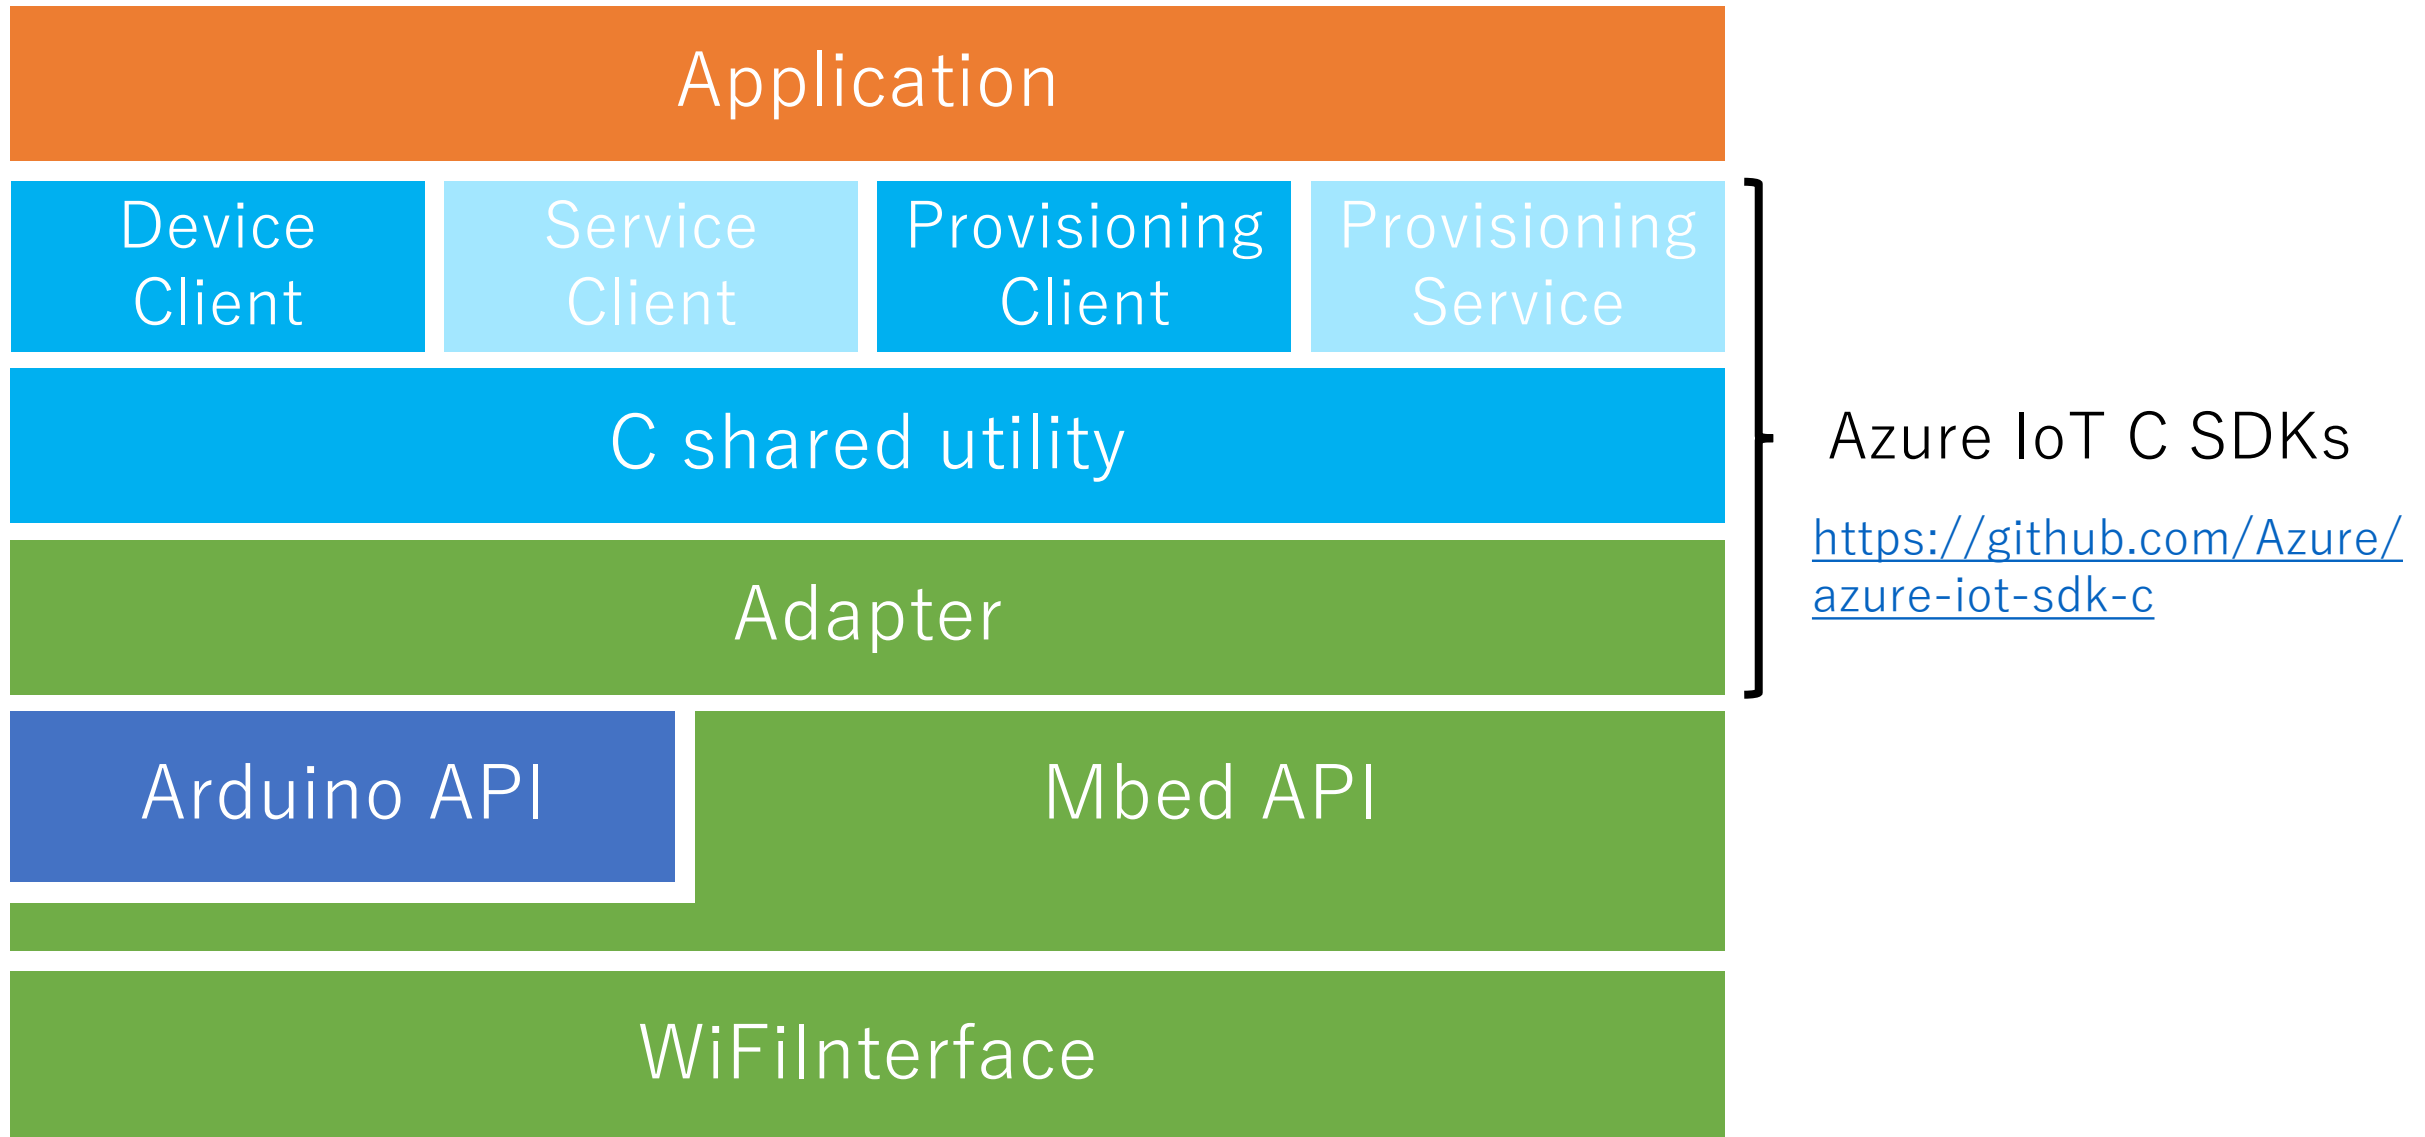 Application
Device
Client
Service
Client
Provisioning
Client
Provisioning
Service
C shared utility
Adapter
Arduino API
Mbed API
WiFiInterface
Azure IoT C SDKs
https://github.com/Azure/
azure-iot-sdk-c